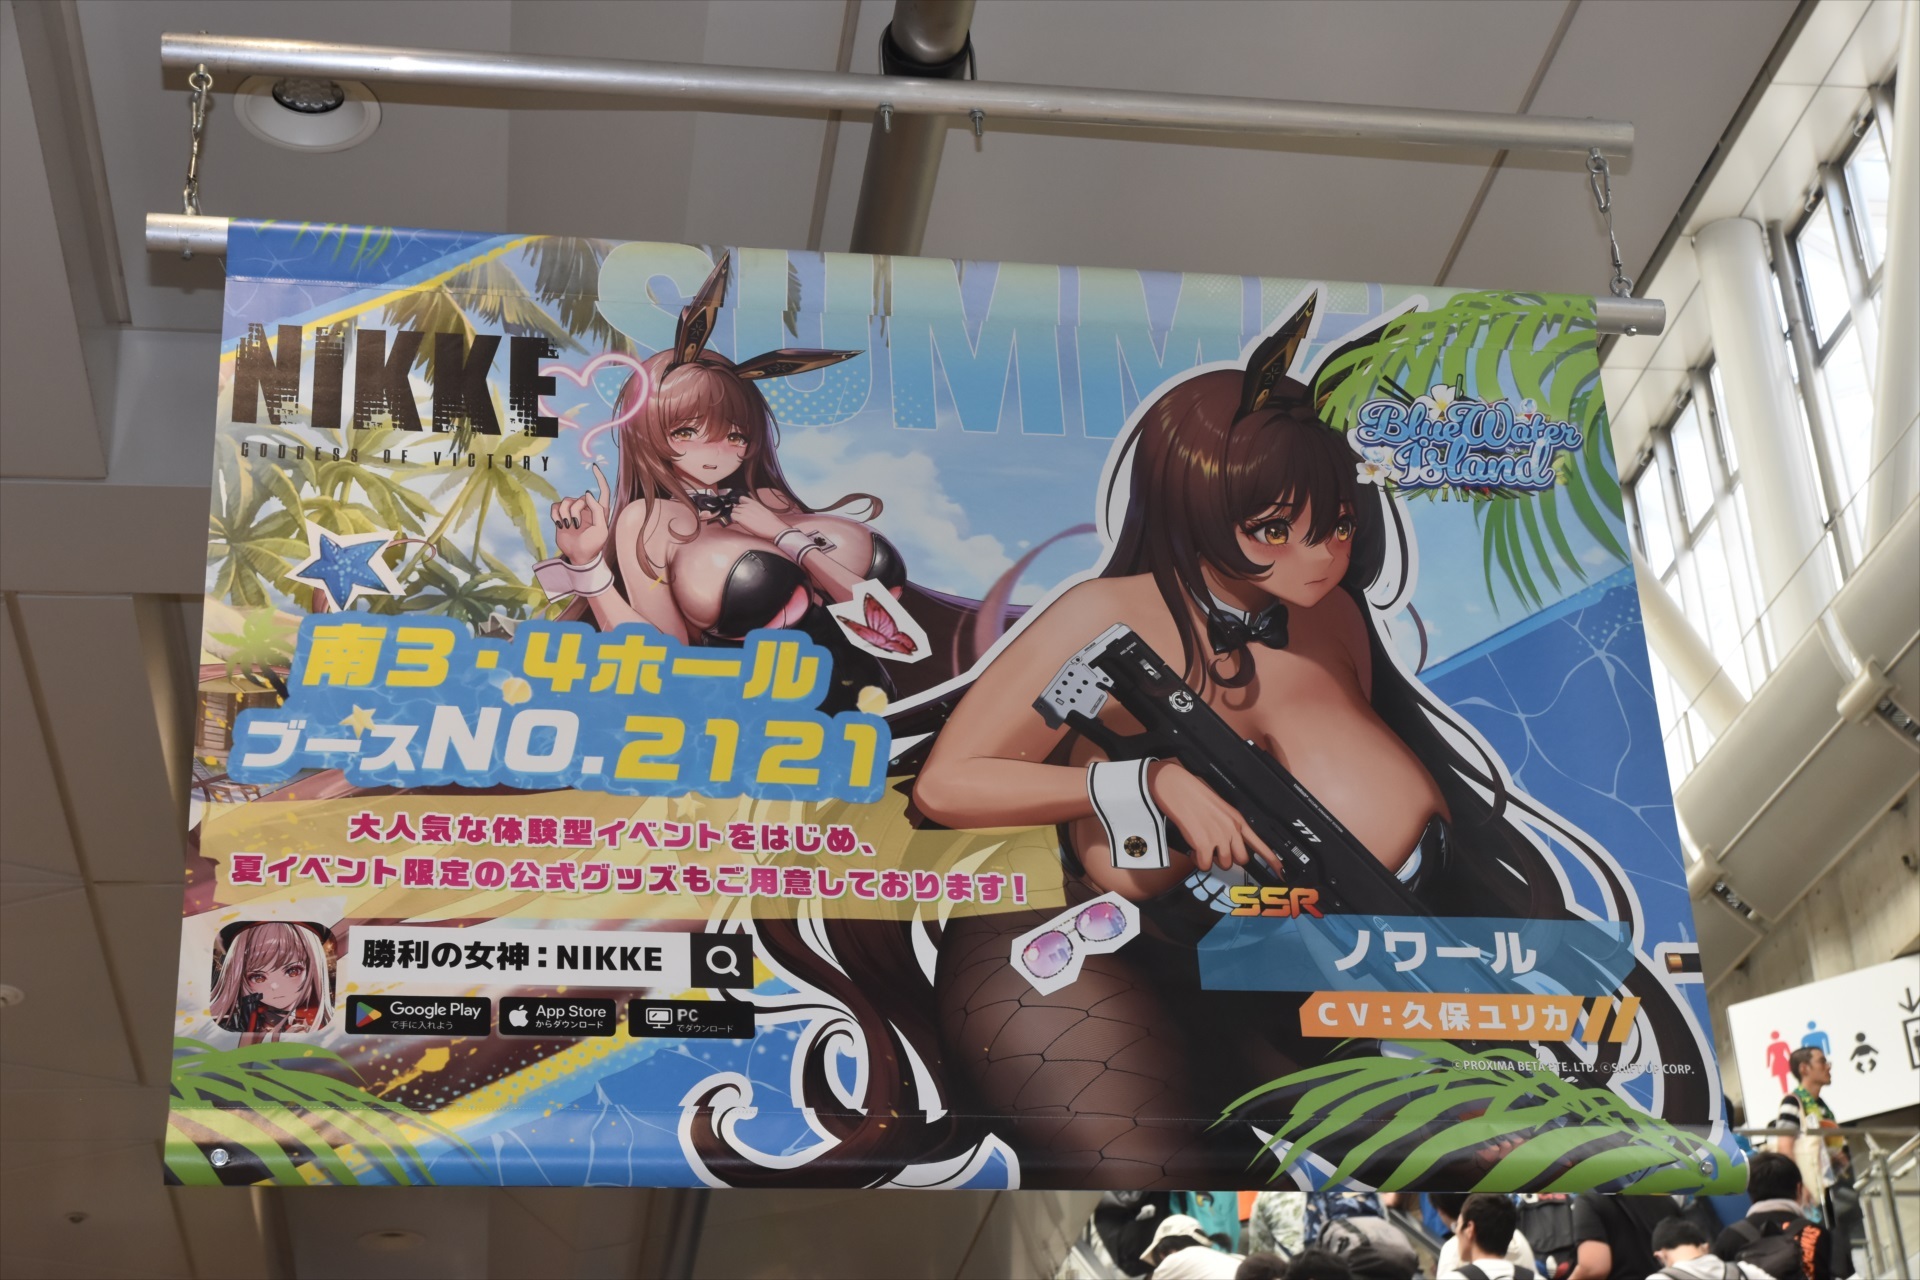 SUMME
NIKKE
GODDESS OF VICTORY
Blue Water
Island
南3・4ホール
ブースNO.2121
大人気な体験型イベントをはじめ、
夏イベント限定の公式グッズもご用意しております！
勝利の女神：NIKKE
Google Play
で手に入れよう
App Store
からダウンロード
PC
でダウンロード
777
SSR
ノワール
CV：久保ユリカ
© PROXIMA BETA PTE. LTD. © SHIFT UP CORP.